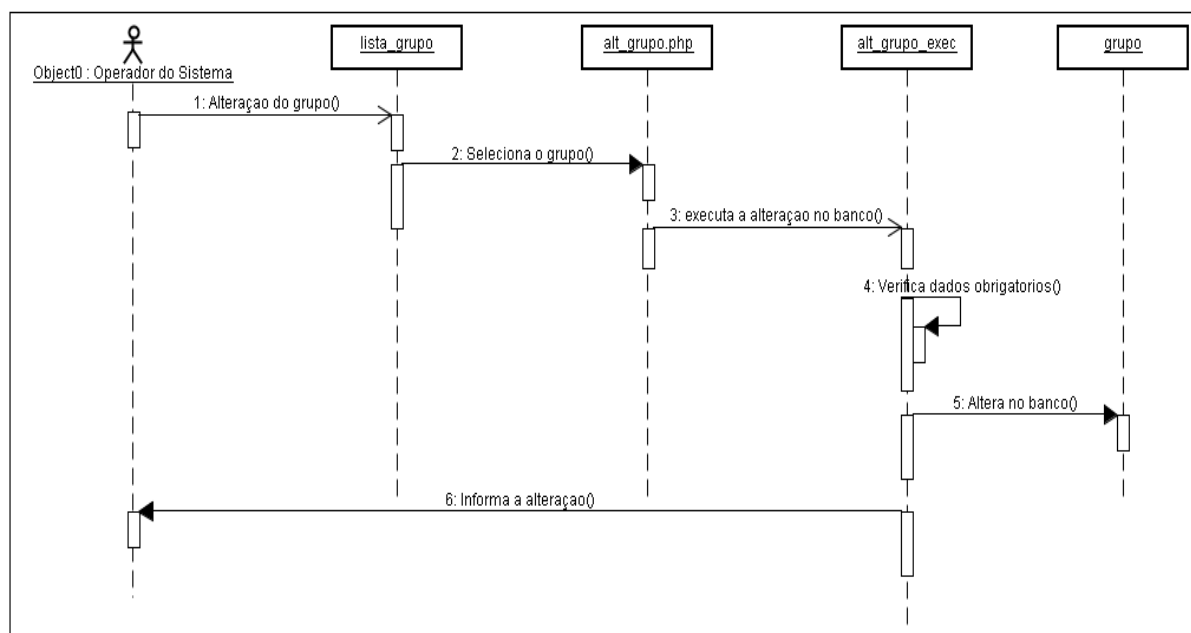 lista_grupo
alt_grupo.php
alt_grupo_exec
grupo
Object0 : Operador do Sistema
1: Alteraçao do grupo()
2: Seleciona o grupo()
3: executa a alteraçao no banco()
4: Verifica dados obrigatorios()
5: Altera no banco()
6: Informa a alteraçao()